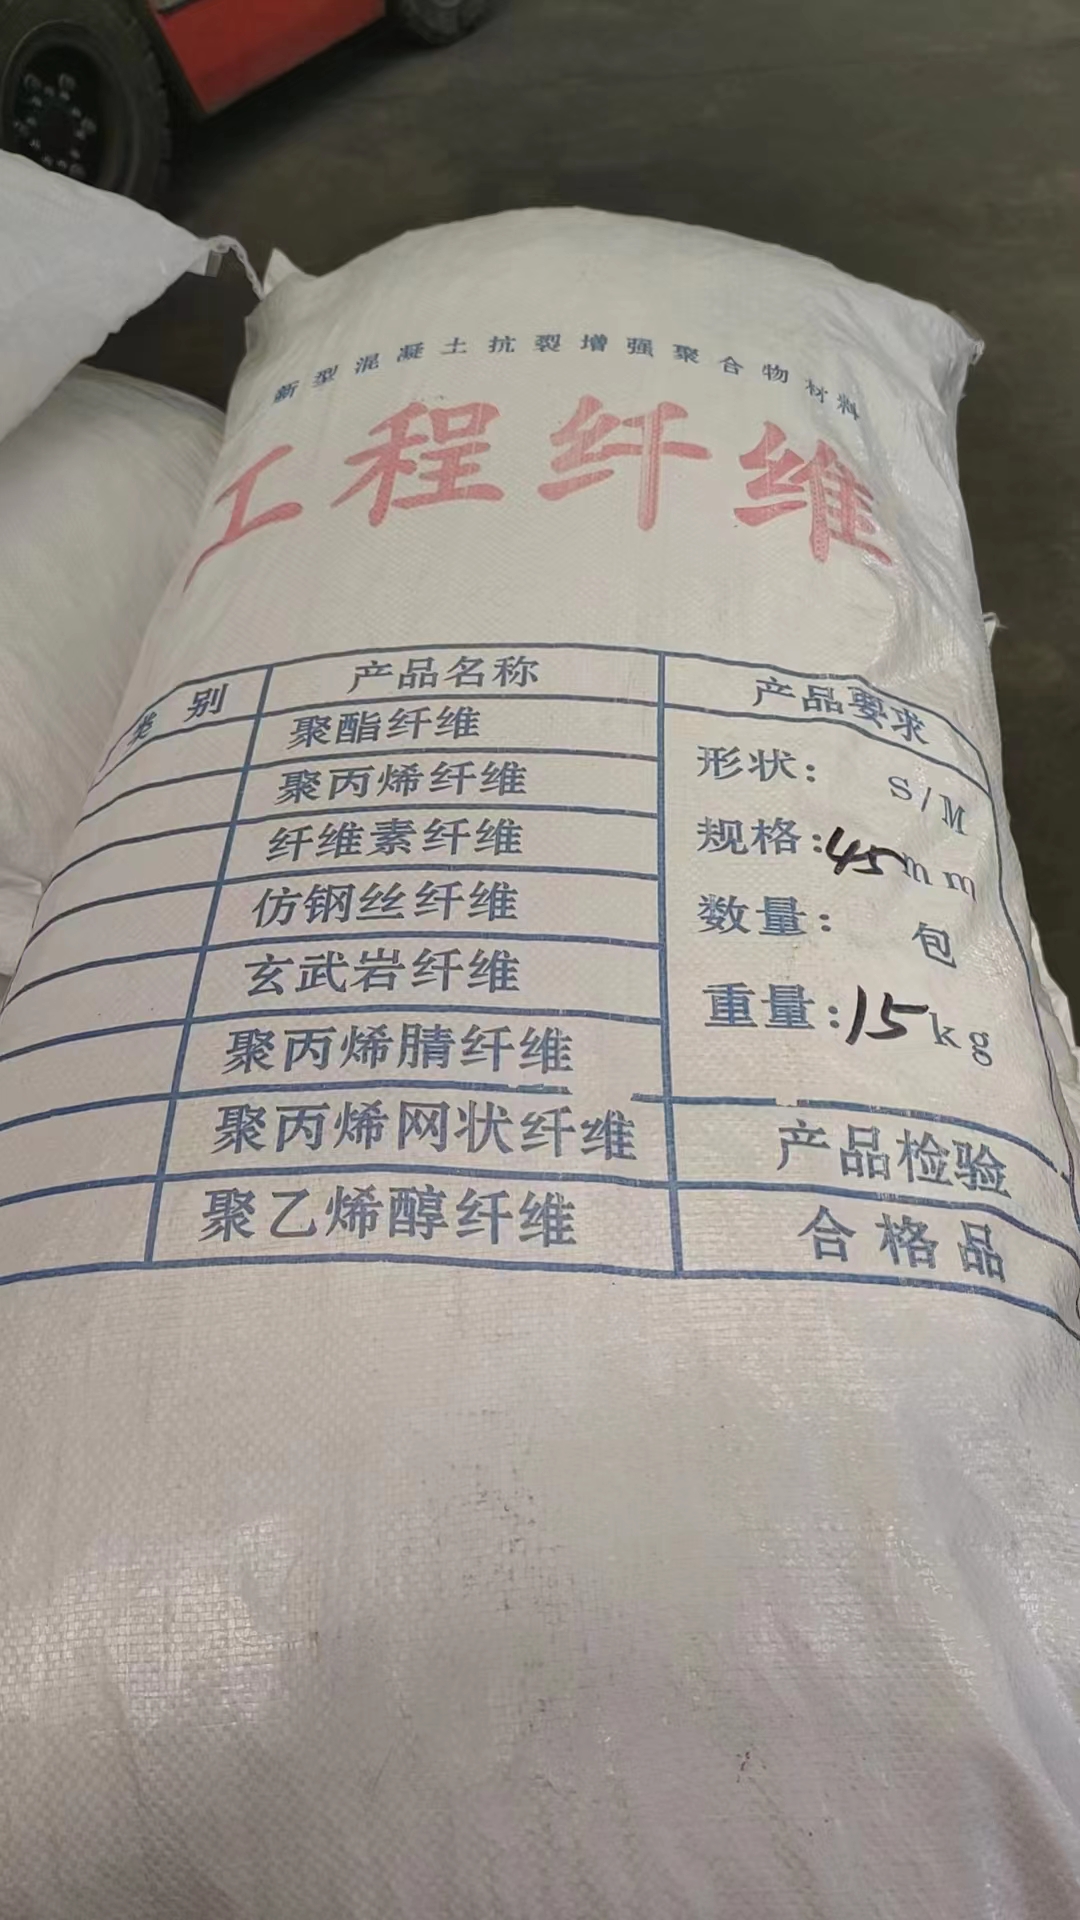 新型混凝土抗裂增强聚合物材料
工程纤维
类别 产品名称 产品要求
聚酯纤维
聚丙烯纤维
纤维素纤维
仿钢丝纤维
玄武岩纤维
聚丙烯腈纤维
聚丙烯网状纤维
聚乙烯醇纤维
形状: S/M
规格:45mm
数量: 包
重量:15kg
产品检验
合格品